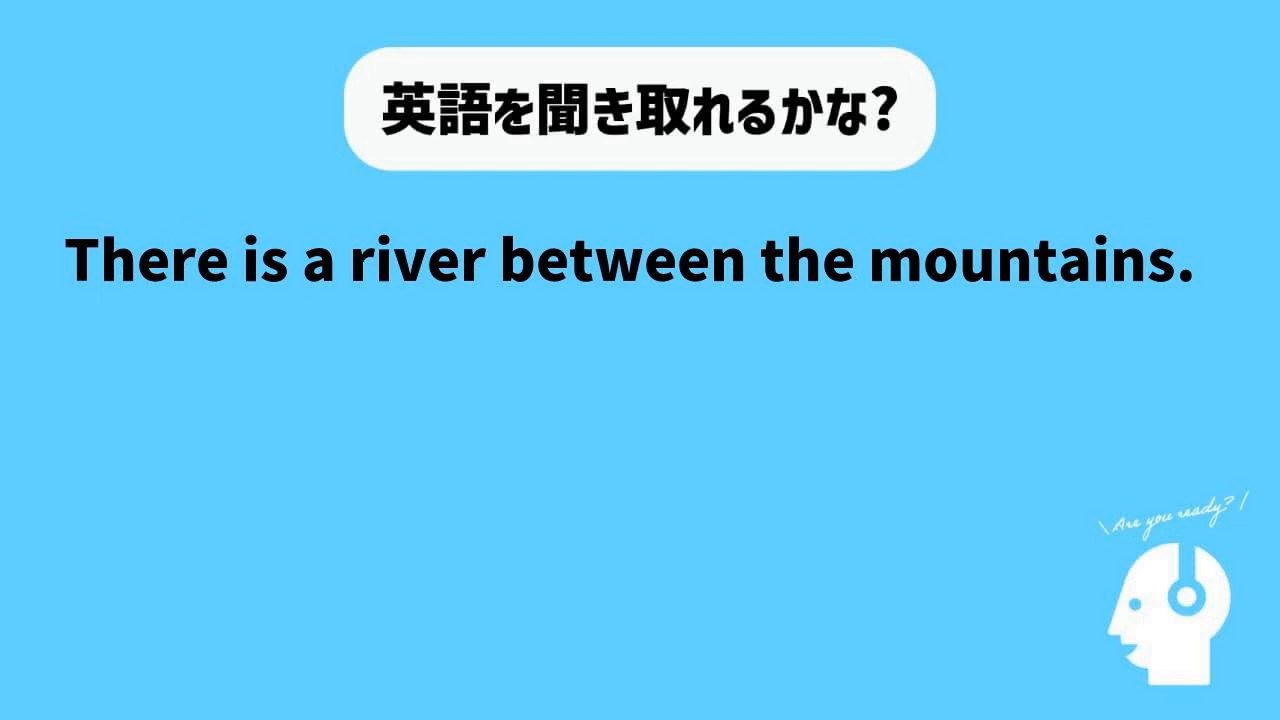 英語を聞き取れるかな?
There is a river between the mountains.
\ Are you ready? /